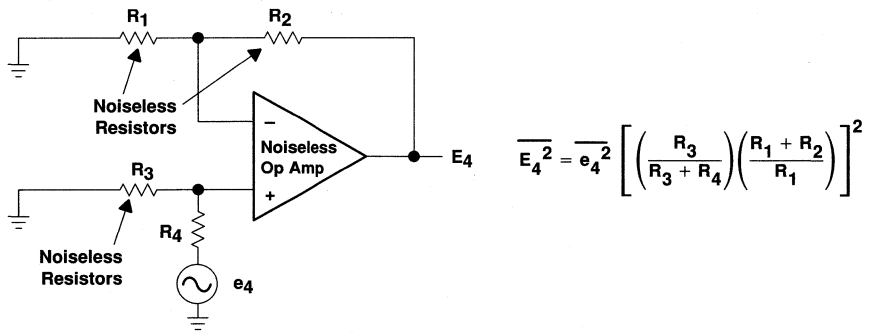 R1
R2
Noiseless
Resistors
−
Noiseless
Op Amp
+
E4
R3
R4
Noiseless
Resistors
e4
E4² = e4² [ ( R3 / (R3 + R4) ) ( (R1 + R2) / R1 ) ]²